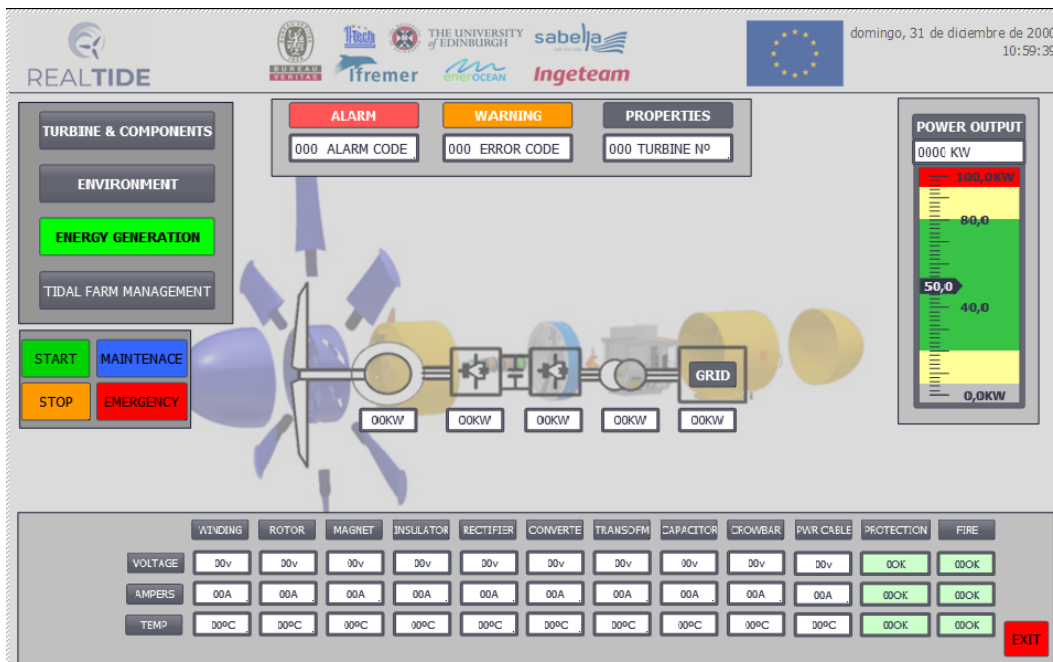 REALTIDE
BUREAU
VERITAS
1-Tech
Ifremer
THE UNIVERSITY
of EDINBURGH
enerOCEAN
sabella
Ingeteam
domingo, 31 de diciembre de 2000
10:59:39
TURBINE & COMPONENTS
ENVIRONMENT
ENERGY GENERATION
TIDAL FARM MANAGEMENT
START
MAINTENACE
STOP
EMERGENCY
ALARM
WARNING
PROPERTIES
000 ALARM CODE
000 ERROR CODE
000 TURBINE Nº
POWER OUTPUT
0000 KW
100,0KW
80,0
50,0
40,0
0,0KW
GRID
00KW 00KW 00KW 00KW 00KW
WINDING ROTOR MAGNET INSULATOR RECTIFIER CONVERTE TRANSOFM CAPACITOR CROWBAR PWR CABLE PROTECTION FIRE
VOLTAGE 00v 00v 00v 00v 00v 00v 00v 00v 00v 00v 00OK 00OK
AMPERS 00A 00A 00A 00A 00A 00A 00A 00A 00A 00A 00OK 00OK
TEMP 00ºC 00ºC 00ºC 00ºC 00ºC 00ºC 00ºC 00ºC 00ºC 00ºC 00OK 00OK
EXIT